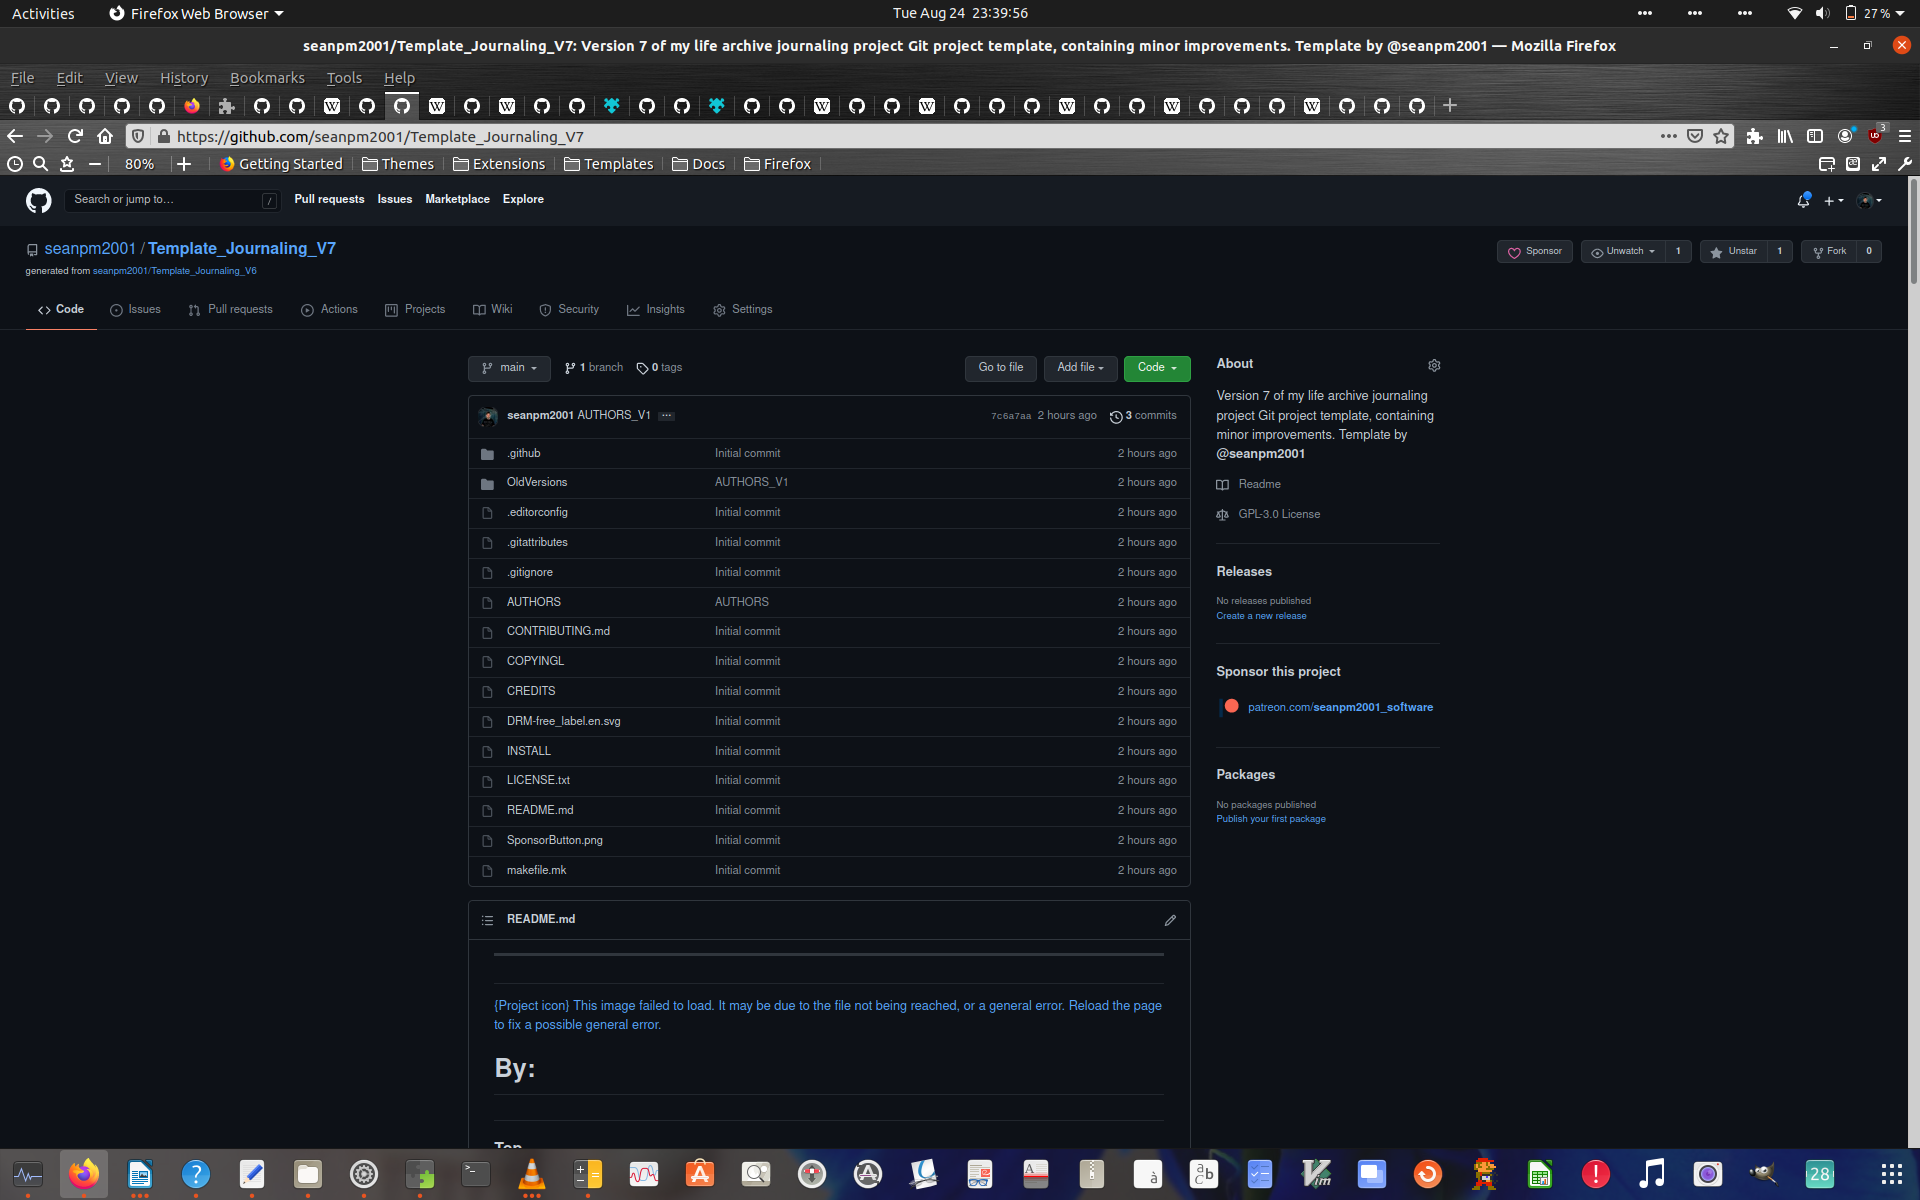 Activities Firefox Web Browser Tue Aug 24 23:39:56 27 %
seanpm2001/Template_Journaling_V7: Version 7 of my life archive journaling project Git project template, containing minor improvements. Template by @seanpm2001 — Mozilla Firefox
File Edit View History Bookmarks Tools Help
https://github.com/seanpm2001/Template_Journaling_V7 3
80% Getting Started Themes Extensions Templates Docs Firefox
Search or jump to… / Pull requests Issues Marketplace Explore
seanpm2001 / Template_Journaling_V7 Sponsor Unwatch 1 Unstar 1 Fork 0
generated from seanpm2001/Template_Journaling_V6
Code Issues Pull requests Actions Projects Wiki Security Insights Settings
main 1 branch 0 tags Go to file Add file Code
seanpm2001 AUTHORS_V1 … 7c6a7aa 2 hours ago 3 commits
.github Initial commit 2 hours ago
OldVersions AUTHORS_V1 2 hours ago
.editorconfig Initial commit 2 hours ago
.gitattributes Initial commit 2 hours ago
.gitignore Initial commit 2 hours ago
AUTHORS AUTHORS 2 hours ago
CONTRIBUTING.md Initial commit 2 hours ago
COPYINGL Initial commit 2 hours ago
CREDITS Initial commit 2 hours ago
DRM-free_label.en.svg Initial commit 2 hours ago
INSTALL Initial commit 2 hours ago
LICENSE.txt Initial commit 2 hours ago
README.md Initial commit 2 hours ago
SponsorButton.png Initial commit 2 hours ago
makefile.mk Initial commit 2 hours ago
About
Version 7 of my life archive journaling
project Git project template, containing
minor improvements. Template by
@seanpm2001
Readme
GPL-3.0 License
Releases
No releases published
Create a new release
Sponsor this project
patreon.com/seanpm2001_software
Packages
No packages published
Publish your first package
README.md
{Project icon} This image failed to load. It may be due to the file not being reached, or a general error. Reload the page
to fix a possible general error.
By:
Top
28